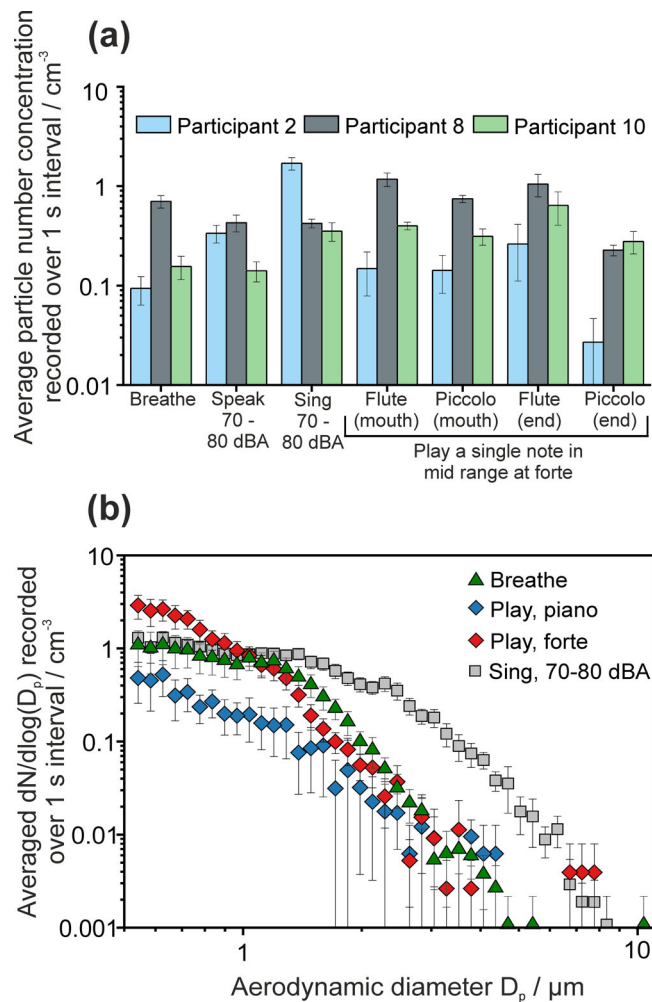 (a)
Average particle number concentration
recorded over 1 s interval / cm⁻³
10
1
0.1
0.01
Participant 2
Participant 8
Participant 10
Breathe
Speak
70 -
80 dBA
Sing
70 -
80 dBA
Flute
(mouth)
Piccolo
(mouth)
Flute
(end)
Piccolo
(end)
Play a single note in
mid range at forte
(b)
Averaged dN/dlog(Dₚ) recorded
over 1 s interval/cm⁻³
10
1
0.1
0.01
0.001
Breathe
Play, piano
Play, forte
Sing, 70-80 dBA
1
10
Aerodynamic diameter Dₚ / µm